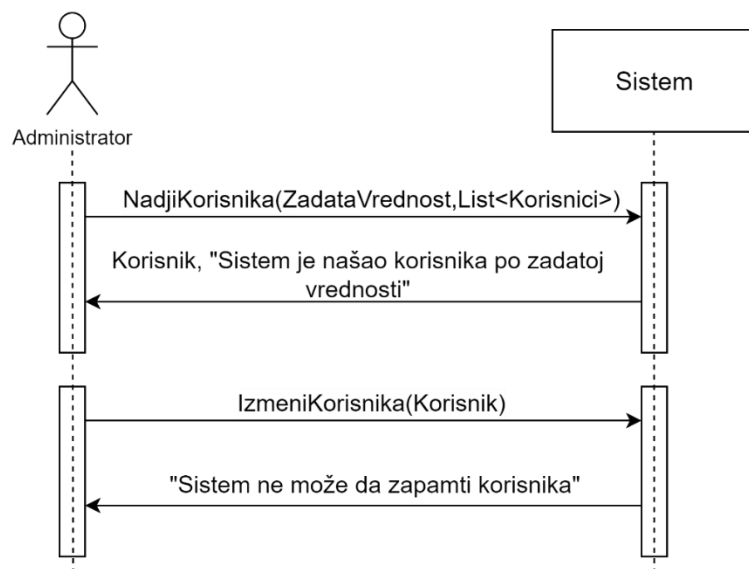 Sistem
Administrator
NadjiKorisnika(ZadataVrednost,List<Korisnici>)
Korisnik, "Sistem je našao korisnika po zadatoj
vrednosti"
IzmeniKorisnika(Korisnik)
"Sistem ne može da zapamti korisnika"